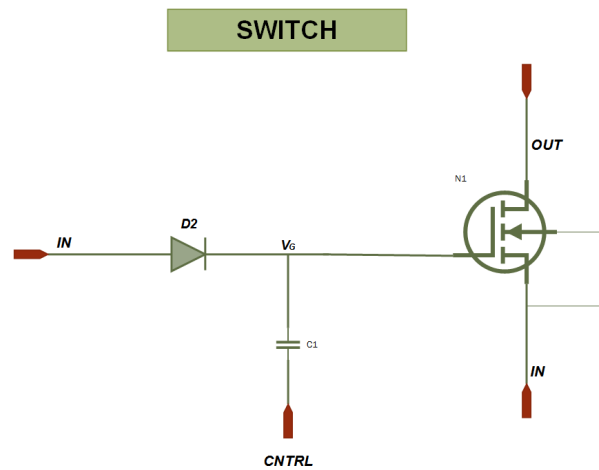 SWITCH
OUT
N1
D2
IN
VG
C1
IN
CNTRL